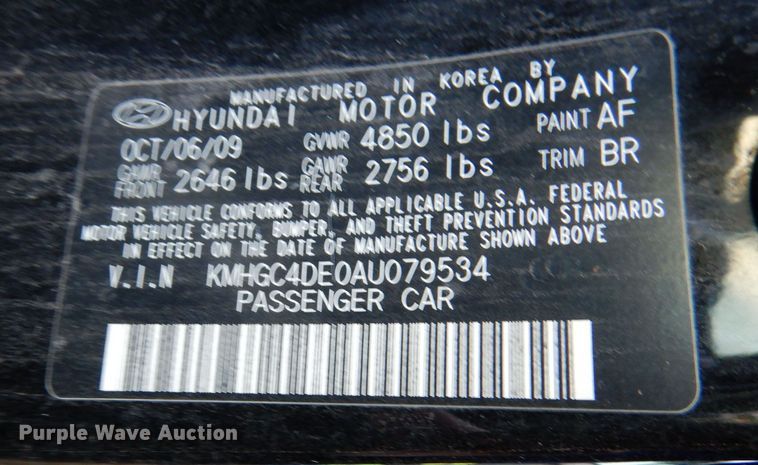 MANUFACTURED IN KOREA BY
HYUNDAI MOTOR COMPANY
OCT/06/09 GVWR 4850 lbs PAINT AF
GAWR FRONT 2646 lbs GAWR REAR 2756 lbs TRIM BR
THIS VEHICLE CONFORMS TO ALL APPLICABLE U.S.A. FEDERAL
MOTOR VEHICLE SAFETY, BUMPER, AND THEFT PREVENTION STANDARDS
IN EFFECT ON THE DATE OF MANUFACTURE SHOWN ABOVE
V.I.N KMHGC4DE0AU079534
PASSENGER CAR
Purple Wave Auction